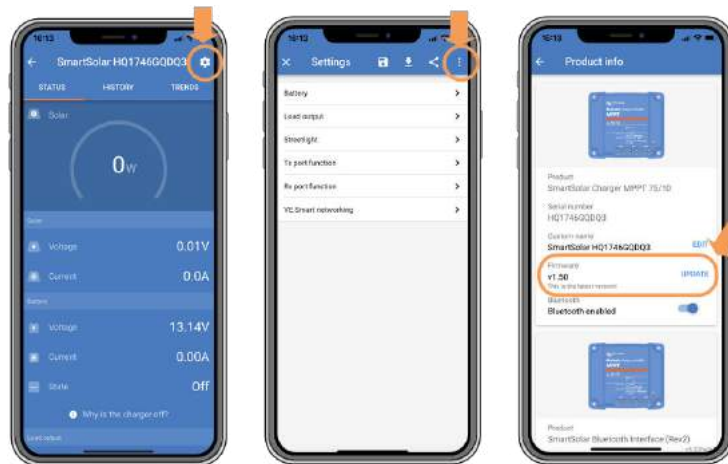 16:13
SmartSolar HQ1746GQDQ3
STATUS HISTORY TRENDS
Solar
0W
Solar
Voltage 0.01V
Current 0.0A
Battery
Voltage 13.14V
Current 0.00A
State Off
Why is the charger off?
Load output
16:13
Settings
Battery
Load output
Streetlight
Tx port function
Rx port function
VE.Smart networking
16:13
Product info
MPPT
Product
SmartSolar Charger MPPT 75/10
Serial number
HQ1746GQDQ3
Custom name
SmartSolar HQ1746GQDQ3 EDIT
Firmware
v1.50 UPDATE
This is the latest version
Bluetooth
Bluetooth enabled
Product
SmartSolar Bluetooth Interface (Rev2)